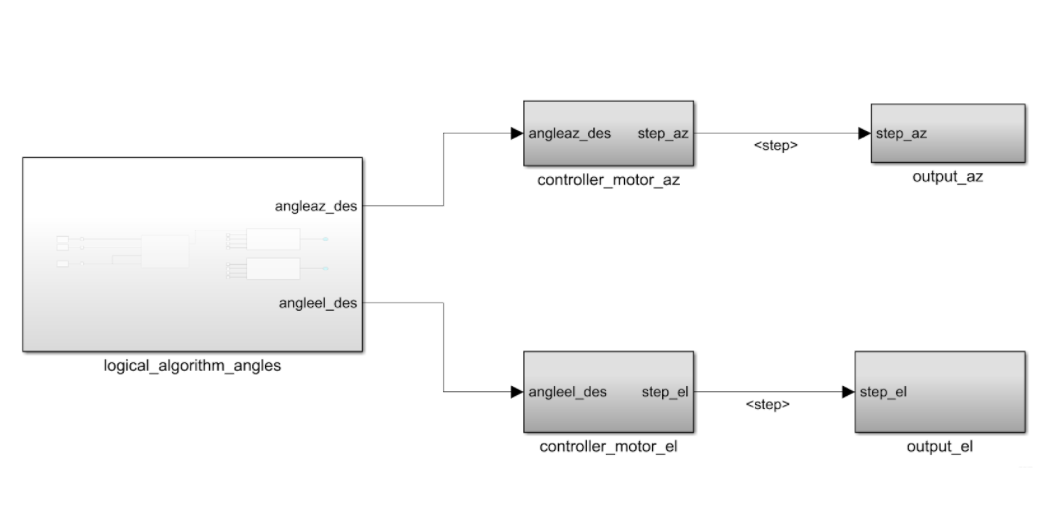 angleaz_des step_az
<step>
step_az
controller_motor_az
output_az
angleaz_des
angleel_des
logical_algorithm_angles
angleel_des step_el
<step>
step_el
controller_motor_el
output_el